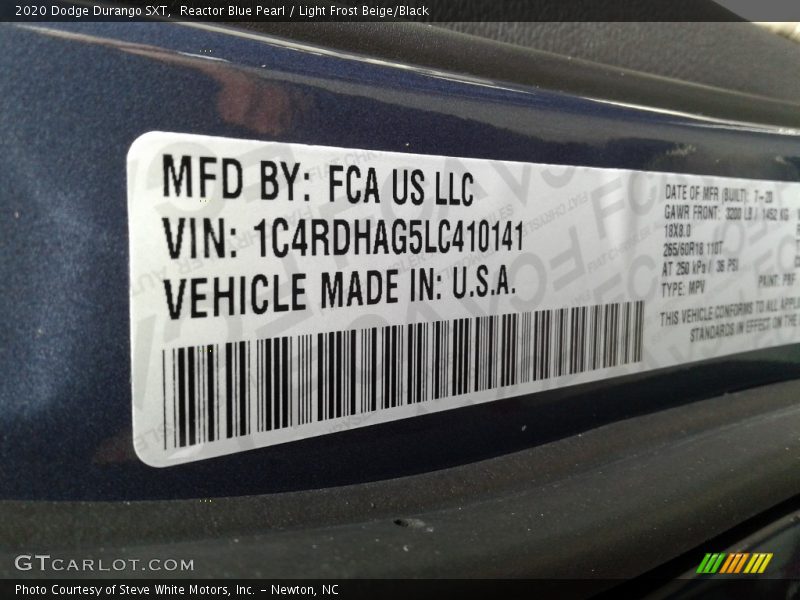 2020 Dodge Durango SXT, Reactor Blue Pearl / Light Frost Beige/Black
MFD BY: FCA US LLC
VIN: 1C4RDHAG5LC410141
VEHICLE MADE IN: U.S.A.
DATE OF MFR (BUILT): 7-20
GAWR FRONT: 3200 LB / 1452 KG
18X8.0
265/60R18 110T
AT 250 kPa / 36 PSI
TYPE: MPV PAINT: PBF
THIS VEHICLE CONFORMS TO ALL
STANDARDS IN EFFECT ON THE
GTCARLOT.COM
Photo Courtesy of Steve White Motors, Inc. – Newton, NC